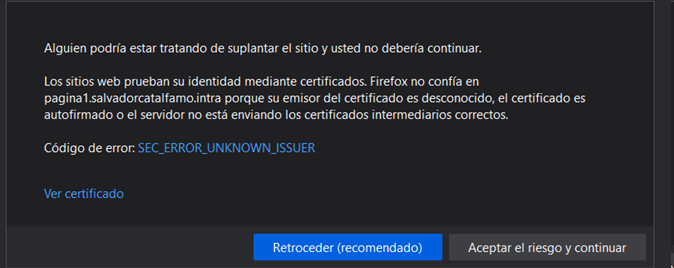 Alguien podría estar tratando de suplantar el sitio y usted no debería continuar.
Los sitios web prueban su identidad mediante certificados. Firefox no confía en
pagina1.salvadorcatalfamo.intra porque su emisor del certificado es desconocido, el certificado es
autofirmado o el servidor no está enviando los certificados intermediarios correctos.
Código de error: SEC_ERROR_UNKNOWN_ISSUER
Ver certificado
Retroceder (recomendado) Aceptar el riesgo y continuar